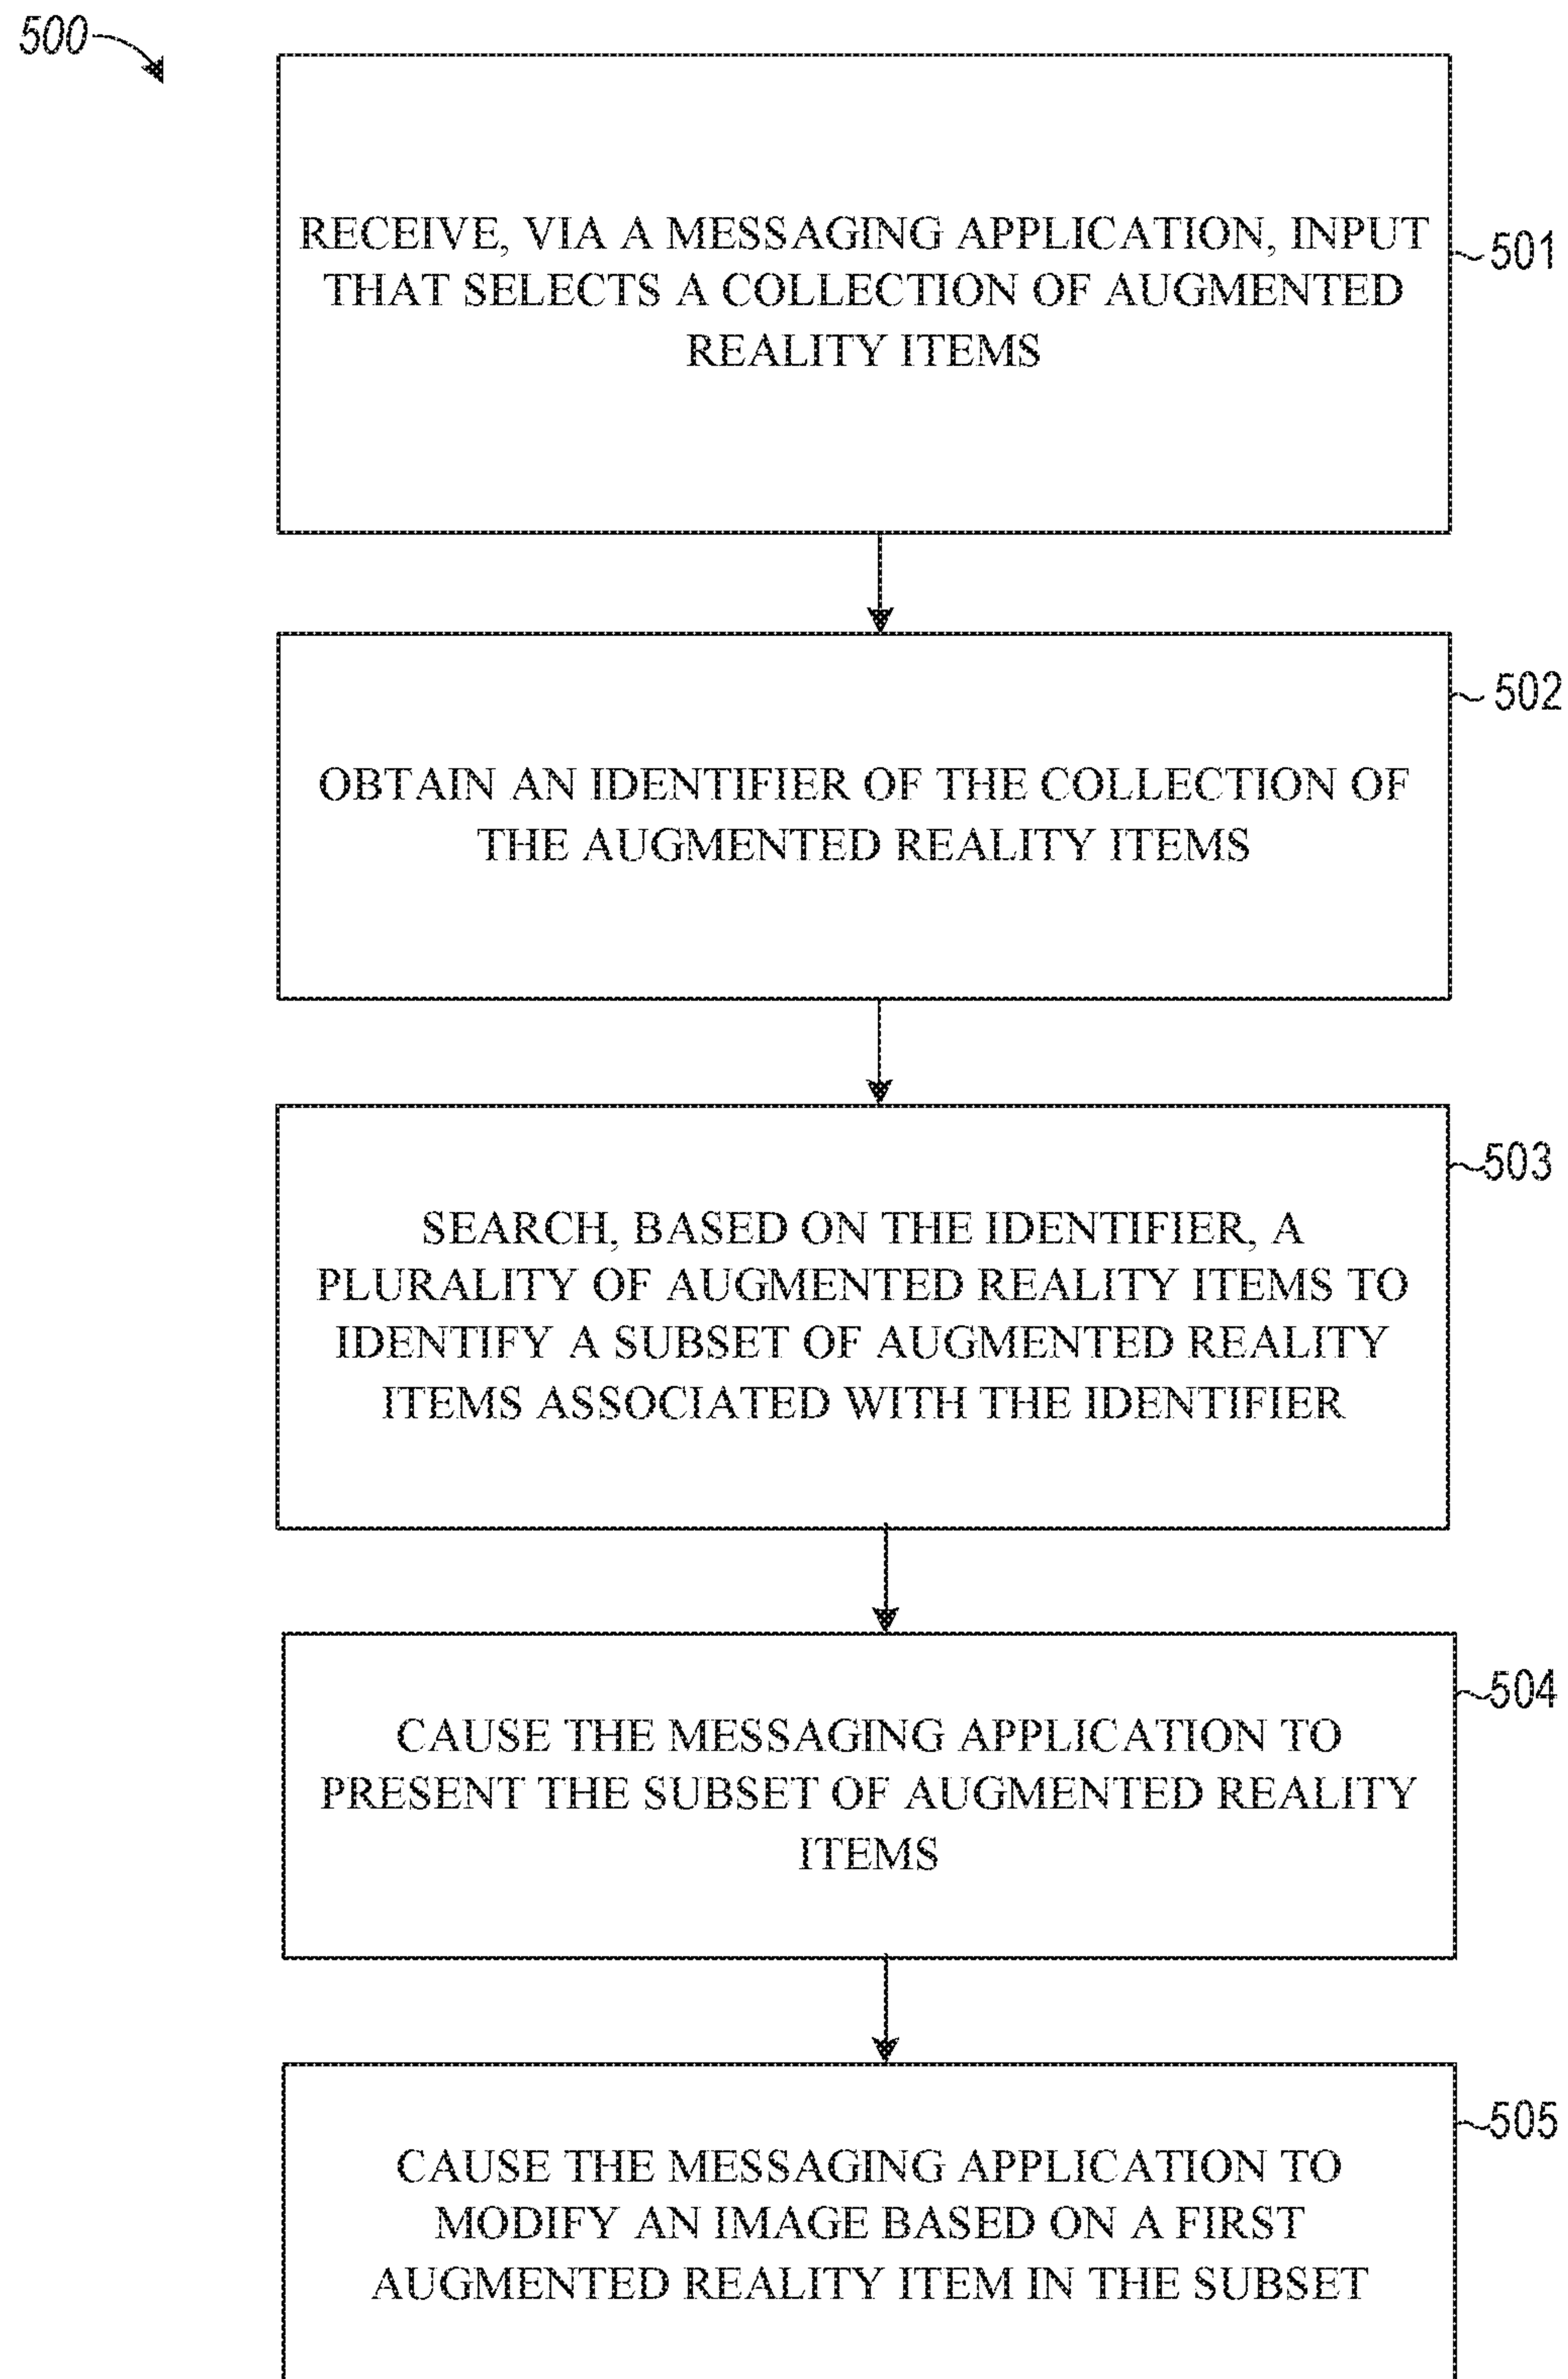 500
RECEIVE, VIA A MESSAGING APPLICATION, INPUT
THAT SELECTS A COLLECTION OF AUGMENTED
REALITY ITEMS
501
OBTAIN AN IDENTIFIER OF THE COLLECTION OF
THE AUGMENTED REALITY ITEMS
502
SEARCH, BASED ON THE IDENTIFIER, A
PLURALITY OF AUGMENTED REALITY ITEMS TO
IDENTIFY A SUBSET OF AUGMENTED REALITY
ITEMS ASSOCIATED WITH THE IDENTIFIER
503
CAUSE THE MESSAGING APPLICATION TO
PRESENT THE SUBSET OF AUGMENTED REALITY
ITEMS
504
CAUSE THE MESSAGING APPLICATION TO
MODIFY AN IMAGE BASED ON A FIRST
AUGMENTED REALITY ITEM IN THE SUBSET
505